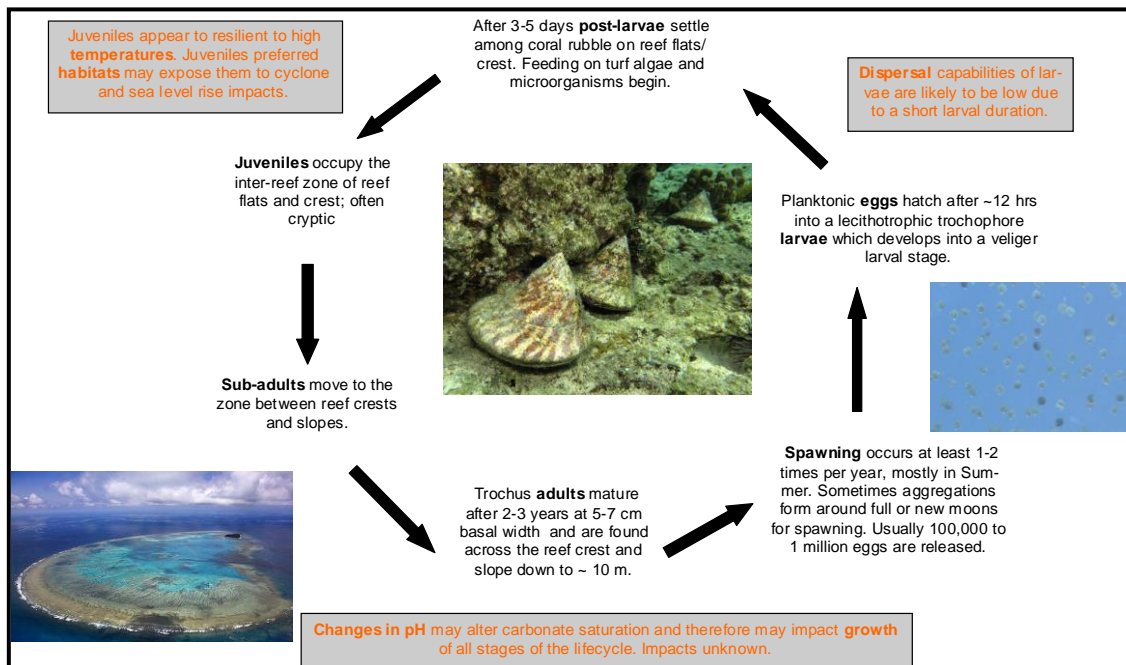 Juveniles appear to resilient to high
temperatures. Juveniles preferred
habitats may expose them to cyclone
and sea level rise impacts.
After 3-5 days post-larvae settle
among coral rubble on reef flats/
crest. Feeding on turf algae and
microorganisms begin.
Dispersal capabilities of lar-
vae are likely to be low due
to a short larval duration.
Juveniles occupy the
inter-reef zone of reef
flats and crest; often
cryptic
Planktonic eggs hatch after ~12 hrs
into a lecithotrophic trochophore
larvae which develops into a veliger
larval stage.
Sub-adults move to the
zone between reef crests
and slopes.
Trochus adults mature
after 2-3 years at 5-7 cm
basal width and are found
across the reef crest and
slope down to ~ 10 m.
Spawning occurs at least 1-2
times per year, mostly in Sum-
mer. Sometimes aggregations
form around full or new moons
for spawning. Usually 100,000 to
1 million eggs are released.
Changes in pH may alter carbonate saturation and therefore may impact growth
of all stages of the lifecycle. Impacts unknown.